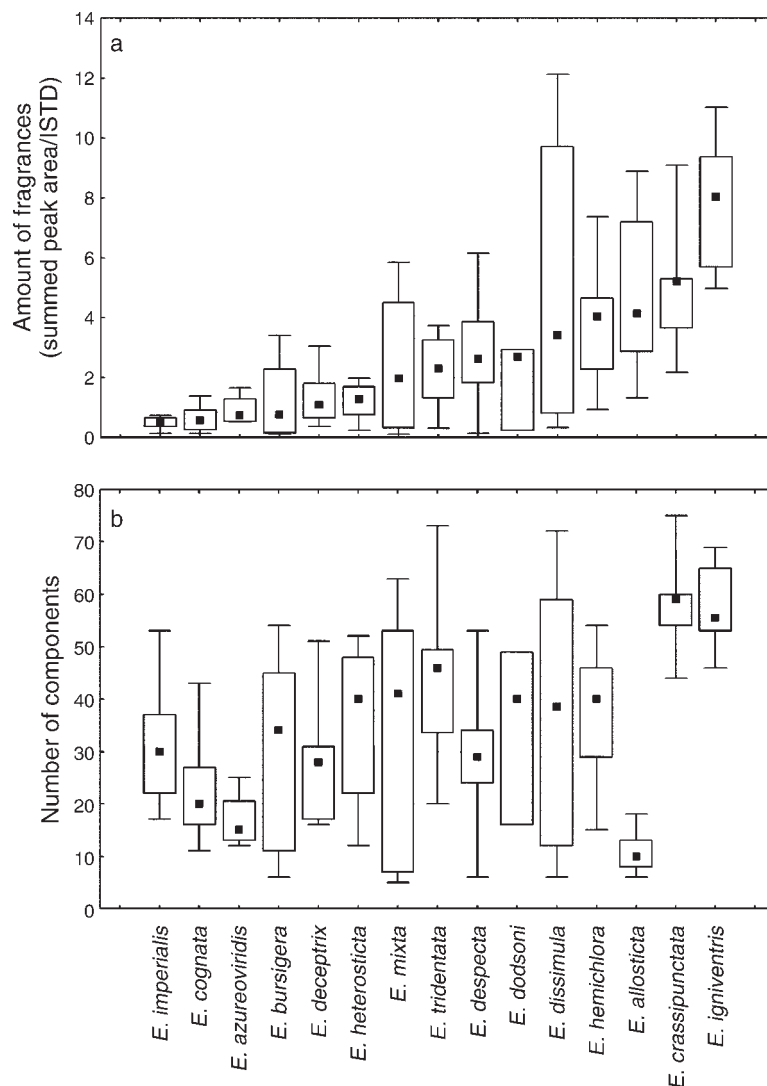 14
12
10
8
6
4
2
0
a
Amount of fragrances
(summed peak area/ISTD)
80
70
60
50
40
30
20
10
0
b
Number of components
E. imperialis
E. cognata
E. azureoviridis
E. bursigera
E. deceptrix
E. heterosticta
E. mixta
E. tridentata
E. despecta
E. dodsoni
E. dissimula
E. hemichlora
E. allosticta
E. crassipunctata
E. igniventris